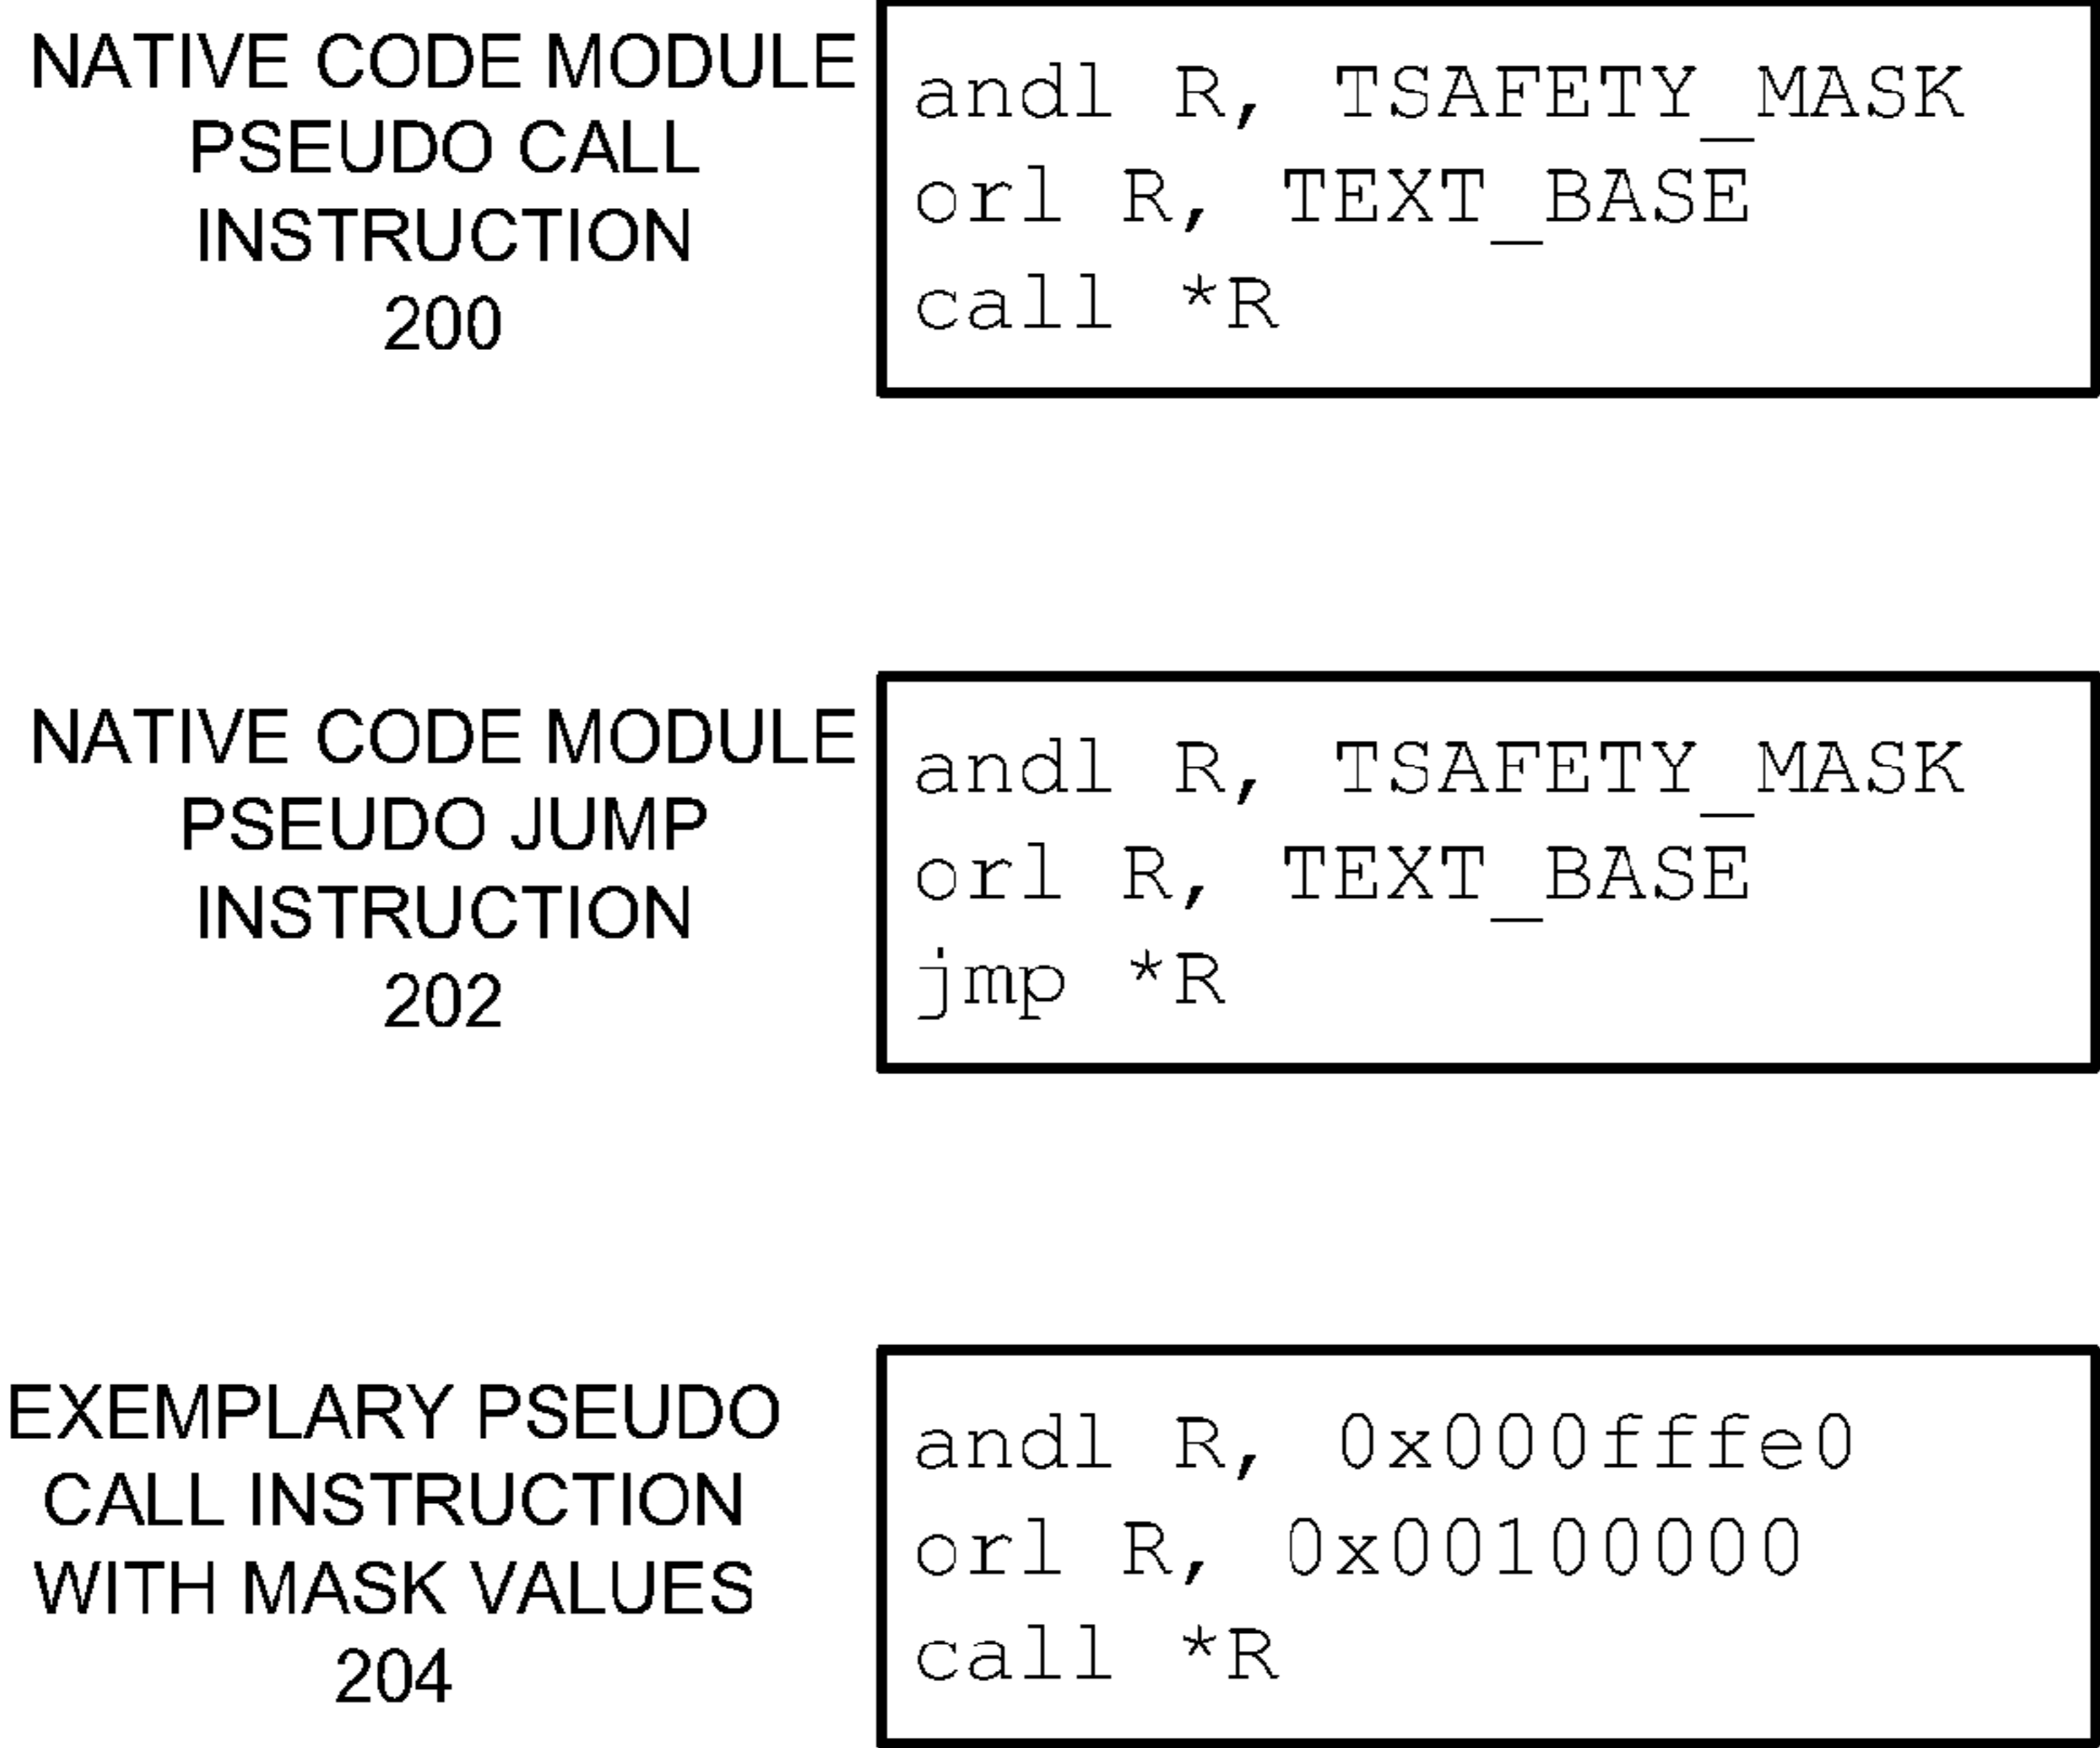 NATIVE CODE MODULE
PSEUDO CALL
INSTRUCTION
200
andl R, TSAFETY_MASK
orl R, TEXT_BASE
call *R
NATIVE CODE MODULE
PSEUDO JUMP
INSTRUCTION
202
andl R, TSAFETY_MASK
orl R, TEXT_BASE
jmp *R
EXEMPLARY PSEUDO
CALL INSTRUCTION
WITH MASK VALUES
204
andl R, 0x000fffe0
orl R, 0x00100000
call *R